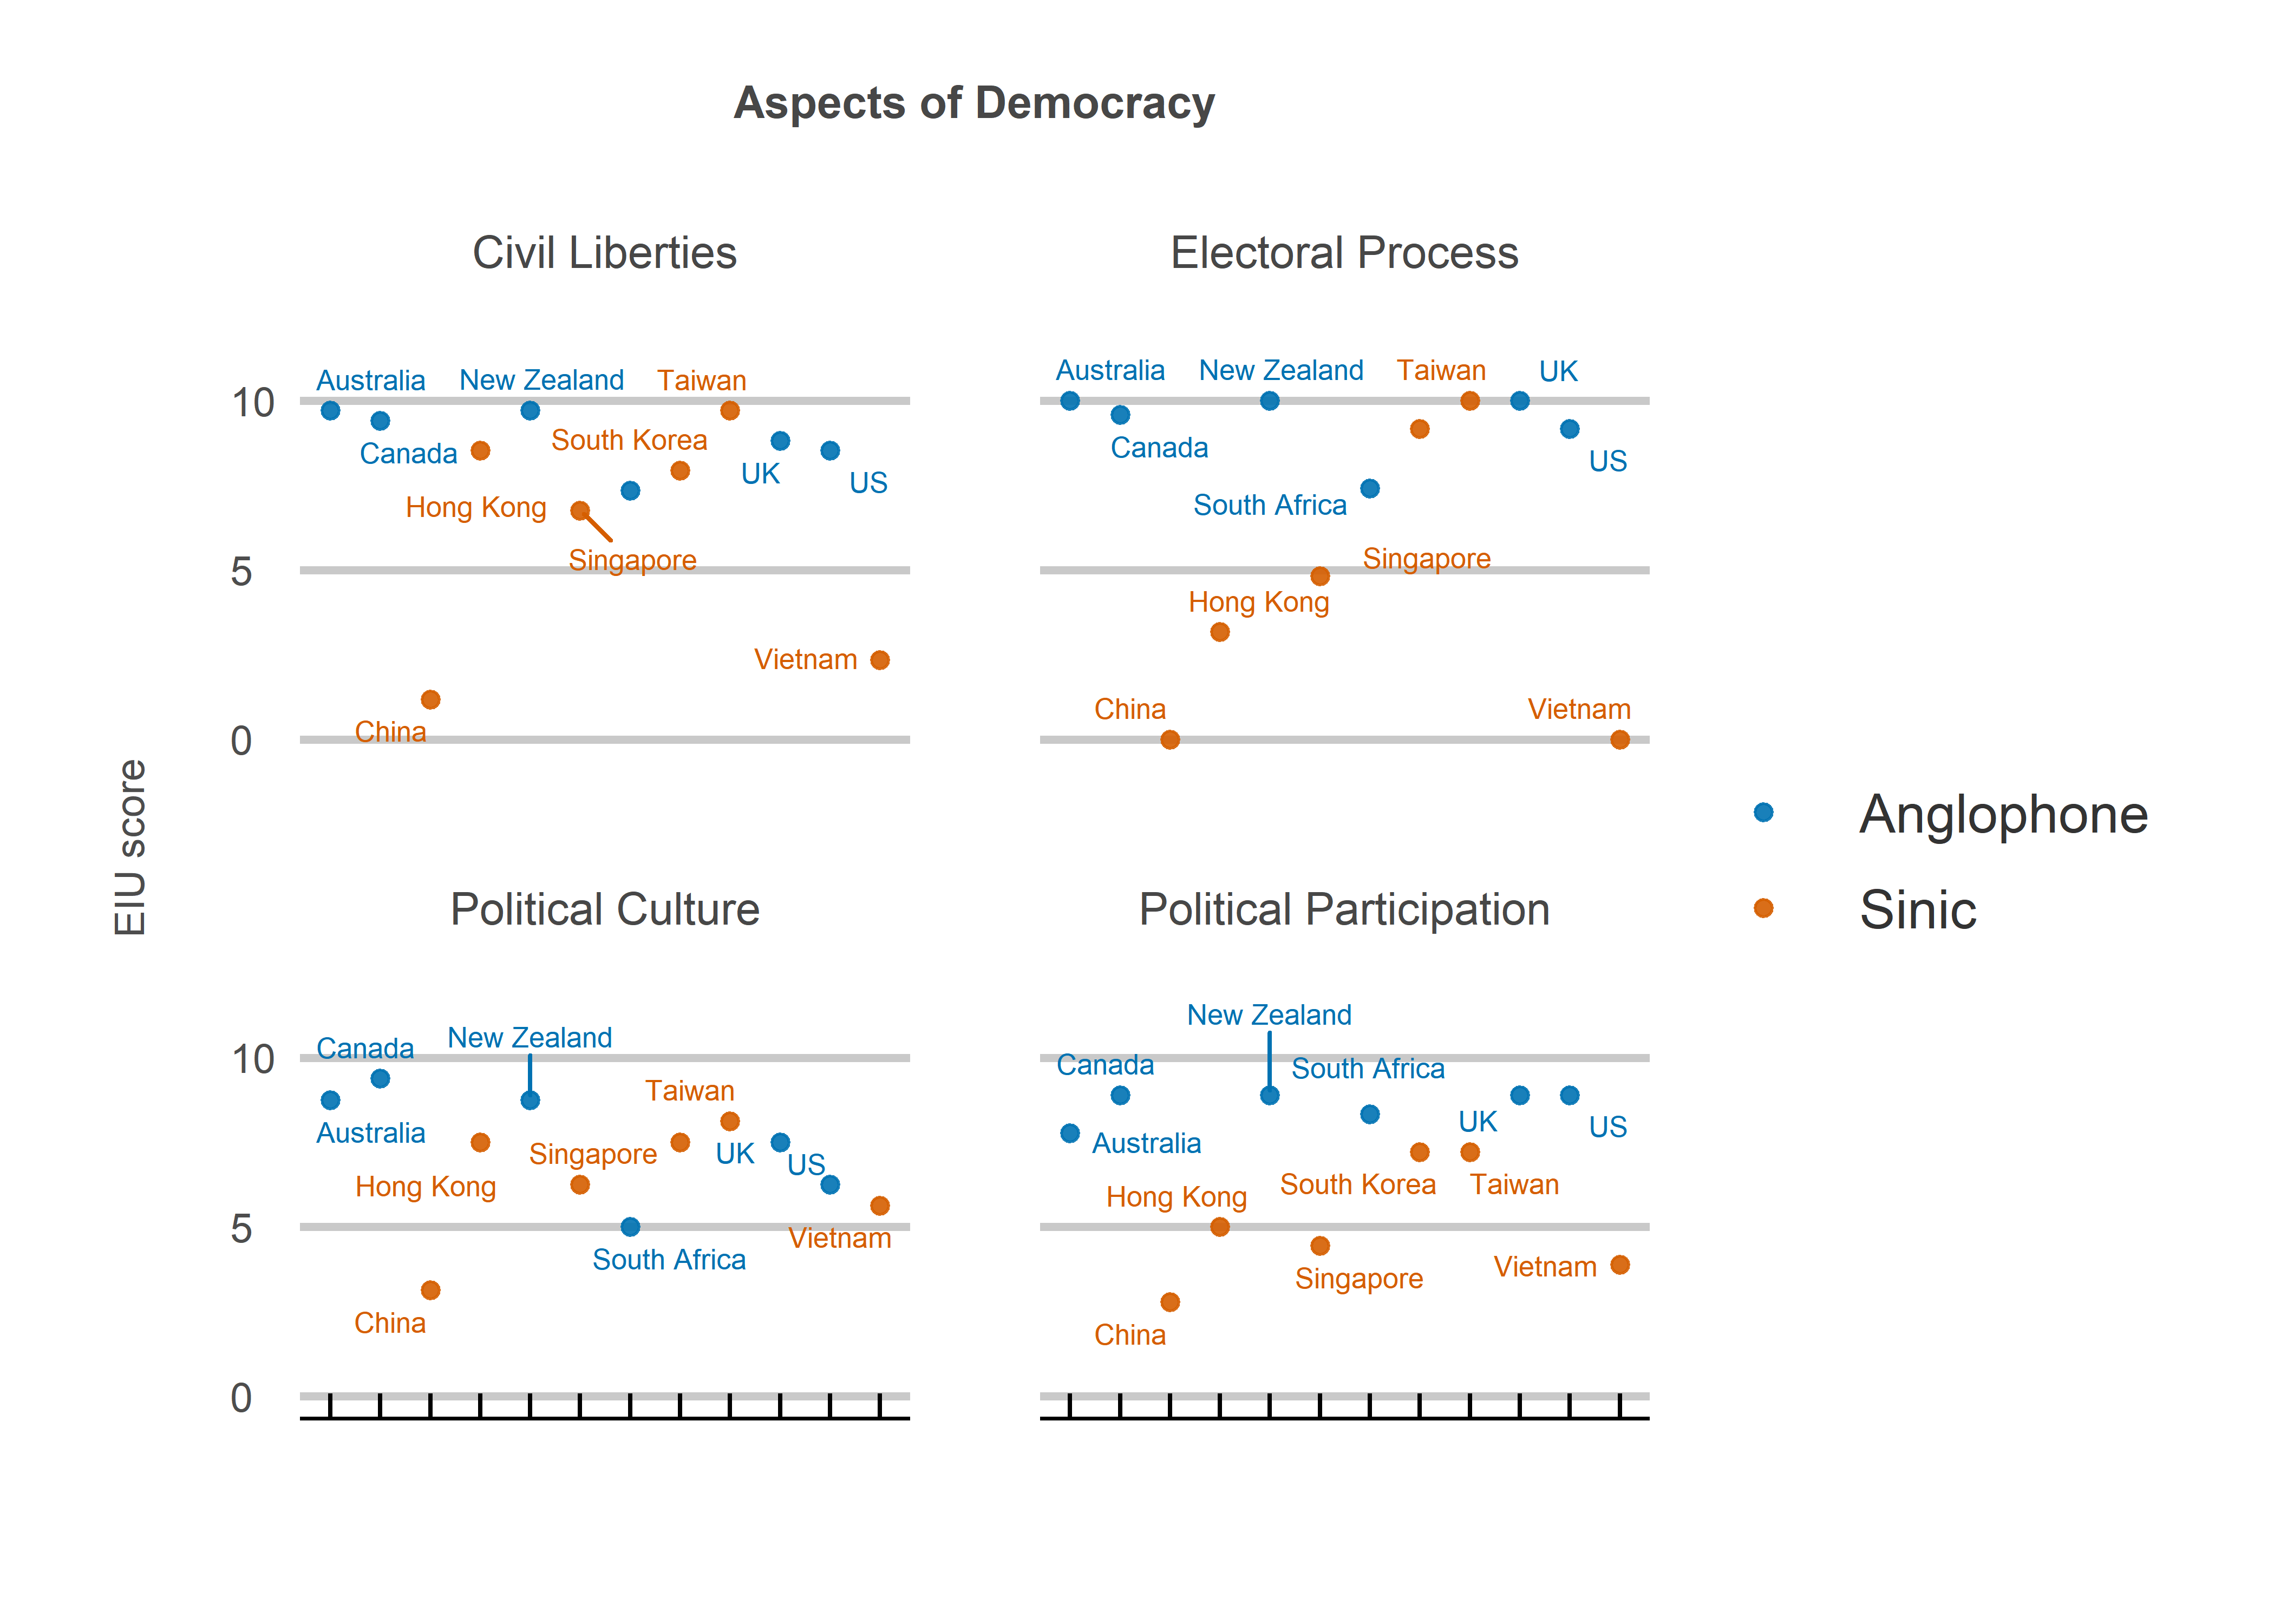 Aspects of Democracy
Civil Liberties
Electoral Process
Australia
New Zealand
Taiwan
10
South Korea
Canada
UK
US
Hong Kong
Singapore
5
Vietnam
China
0
Australia
New Zealand
Taiwan
UK
Canada
US
South Africa
Singapore
Hong Kong
China
Vietnam
EIU score
Anglophone
Sinic
Political Culture
Political Participation
New Zealand
Canada
10
Taiwan
Australia
UK
Singapore
US
Hong Kong
5
Vietnam
South Africa
China
0
New Zealand
Canada
South Africa
UK
US
Australia
South Korea
Taiwan
Hong Kong
Vietnam
Singapore
China